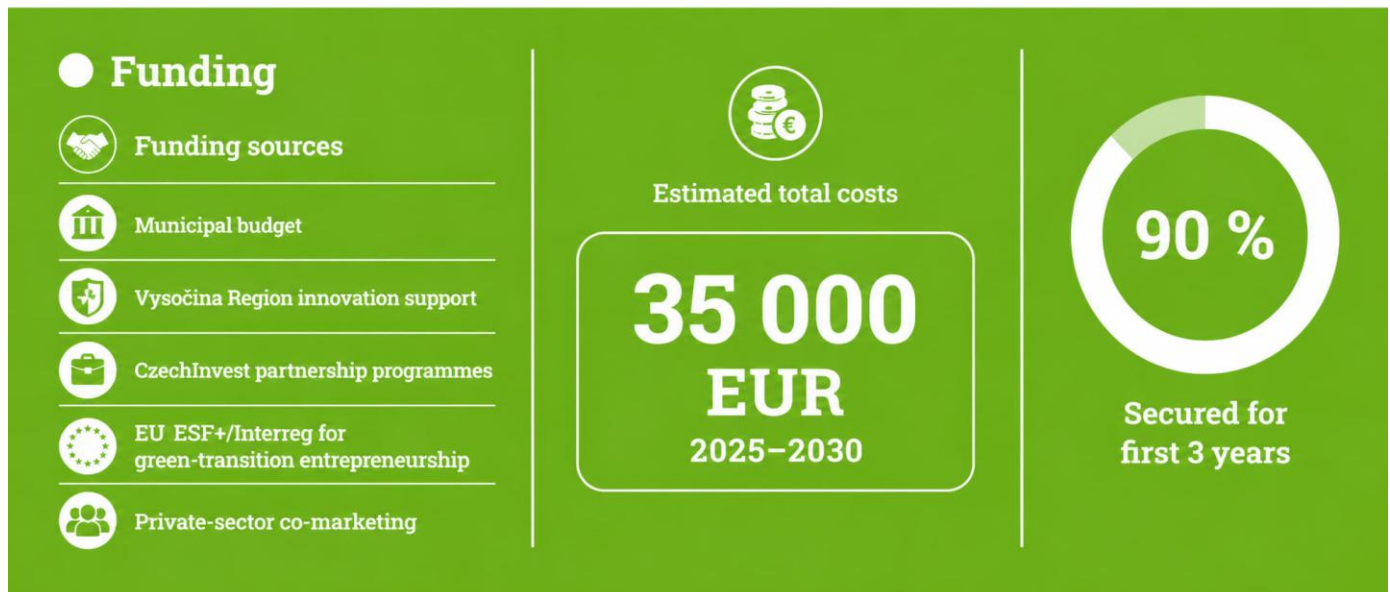 Funding
Funding sources
Municipal budget
Vysočina Region innovation support
CzechInvest partnership programmes
EU ESF+/Interreg for
green-transition entrepreneurship
Private-sector co-marketing
€
Estimated total costs
35 000
EUR
2025–2030
90 %
Secured for
first 3 years